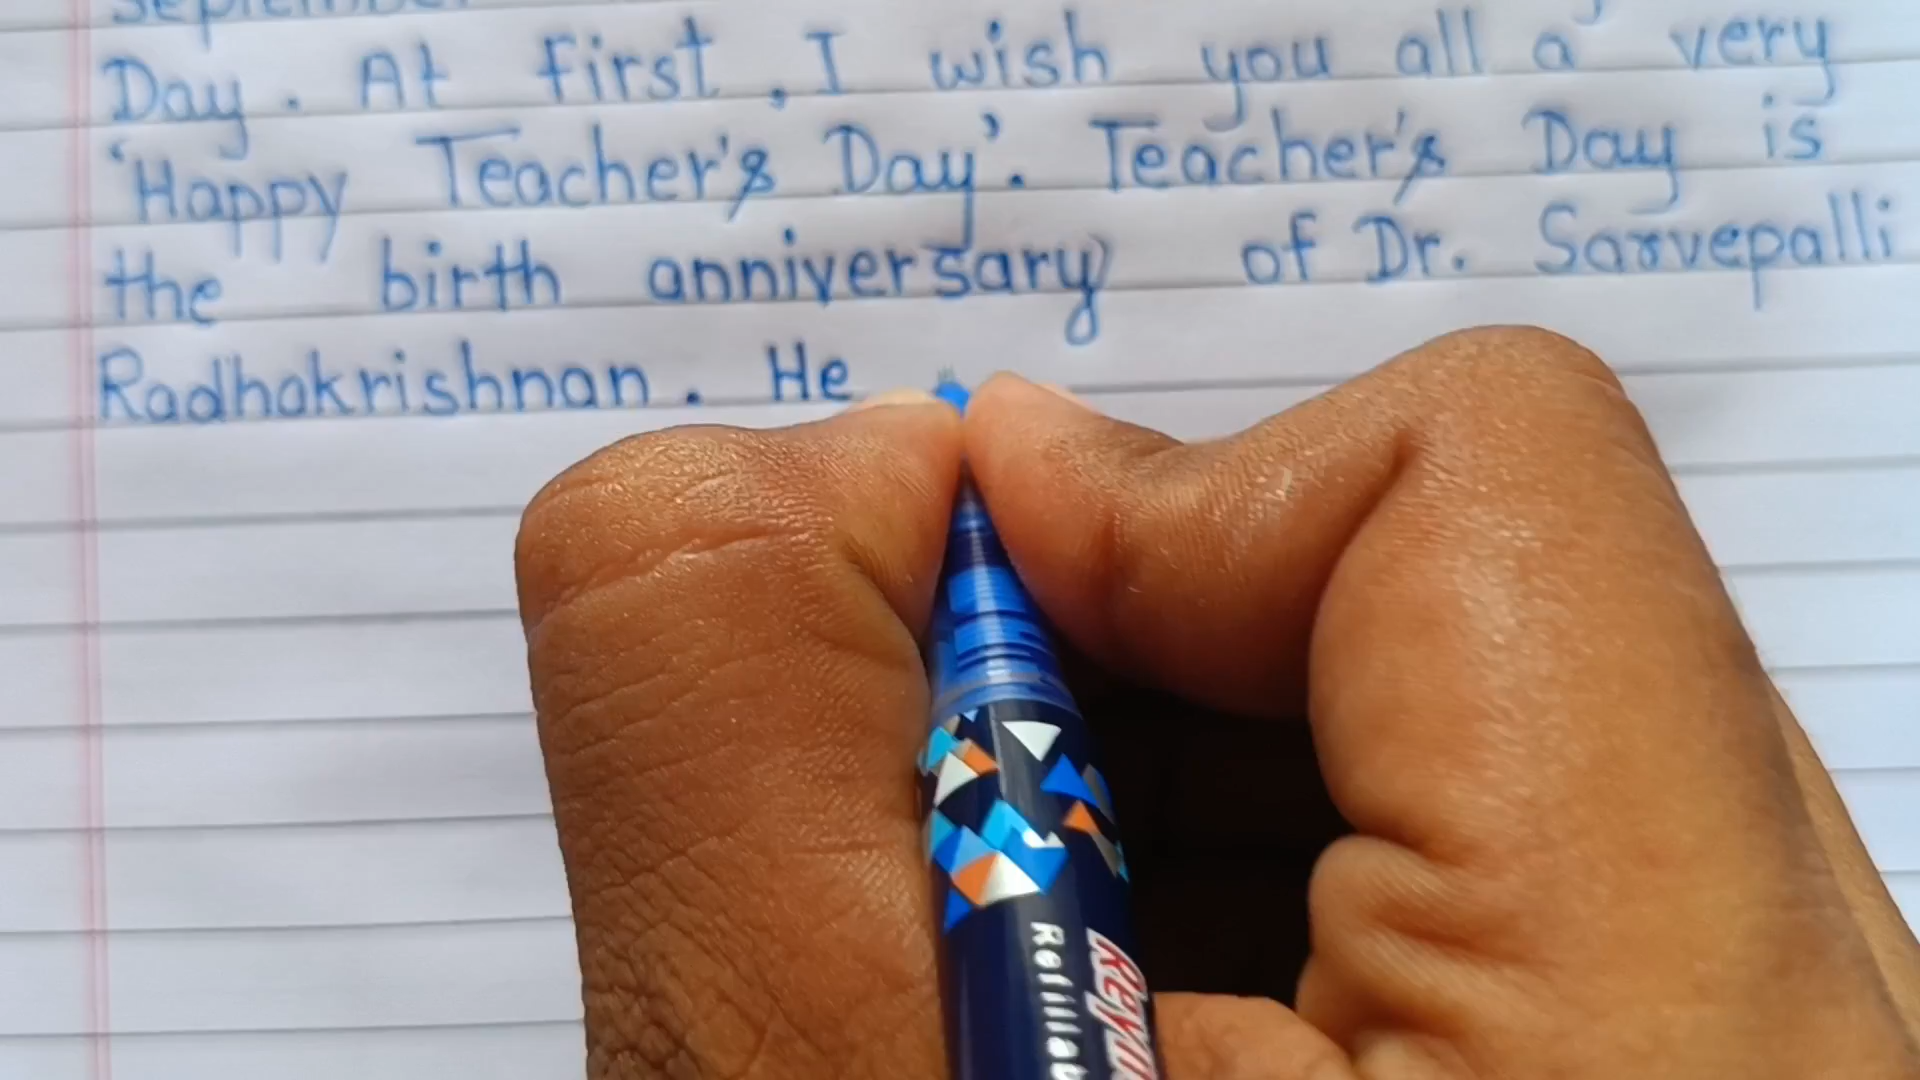 September
Day. At first, I wish you all a very
'Happy Teacher's Day'. Teacher's Day is
the birth anniversary of Dr. Sarvepalli
Radhakrishnan. He